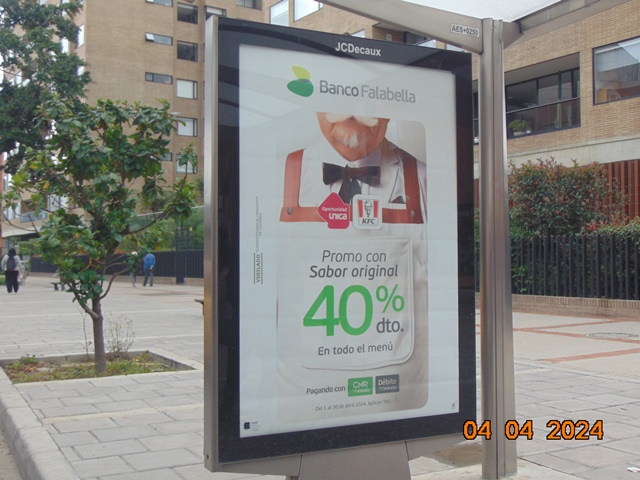 AES+0250
JCDecaux
Banco Falabella
Oportunidad
única
KFC
Promo con
Sabor original
40% dto.
En todo el menú
Pagando con CMR Débito
VIGILADO
04 04 2024